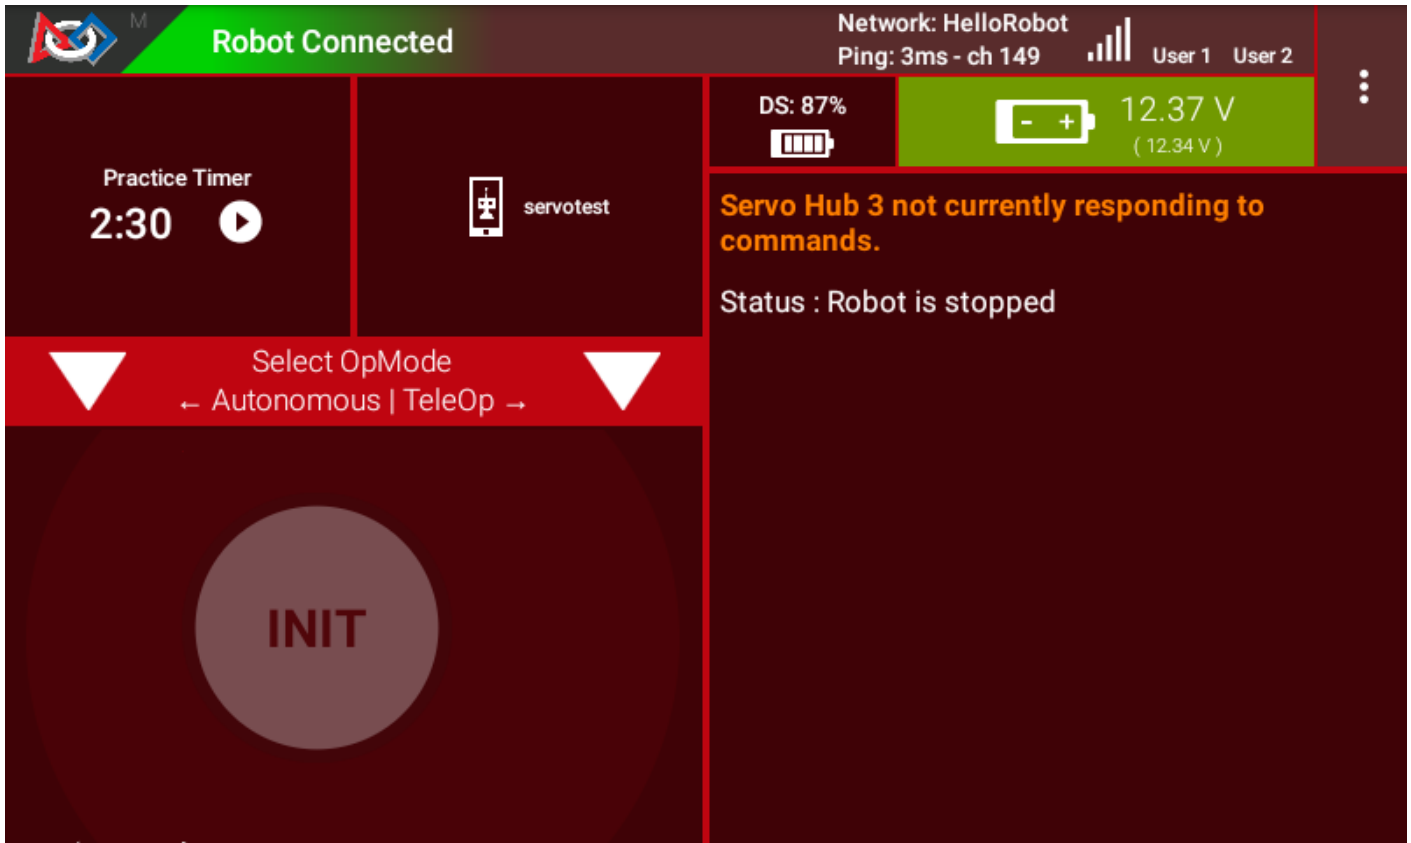 M
Robot Connected
Network: HelloRobot
Ping: 3ms - ch 149
User 1 User 2
Practice Timer
2:30
servotest
DS: 87%
- +
12.37 V
( 12.34 V )
Select OpMode
← Autonomous | TeleOp →
INIT
Servo Hub 3 not currently responding to
commands.
Status : Robot is stopped